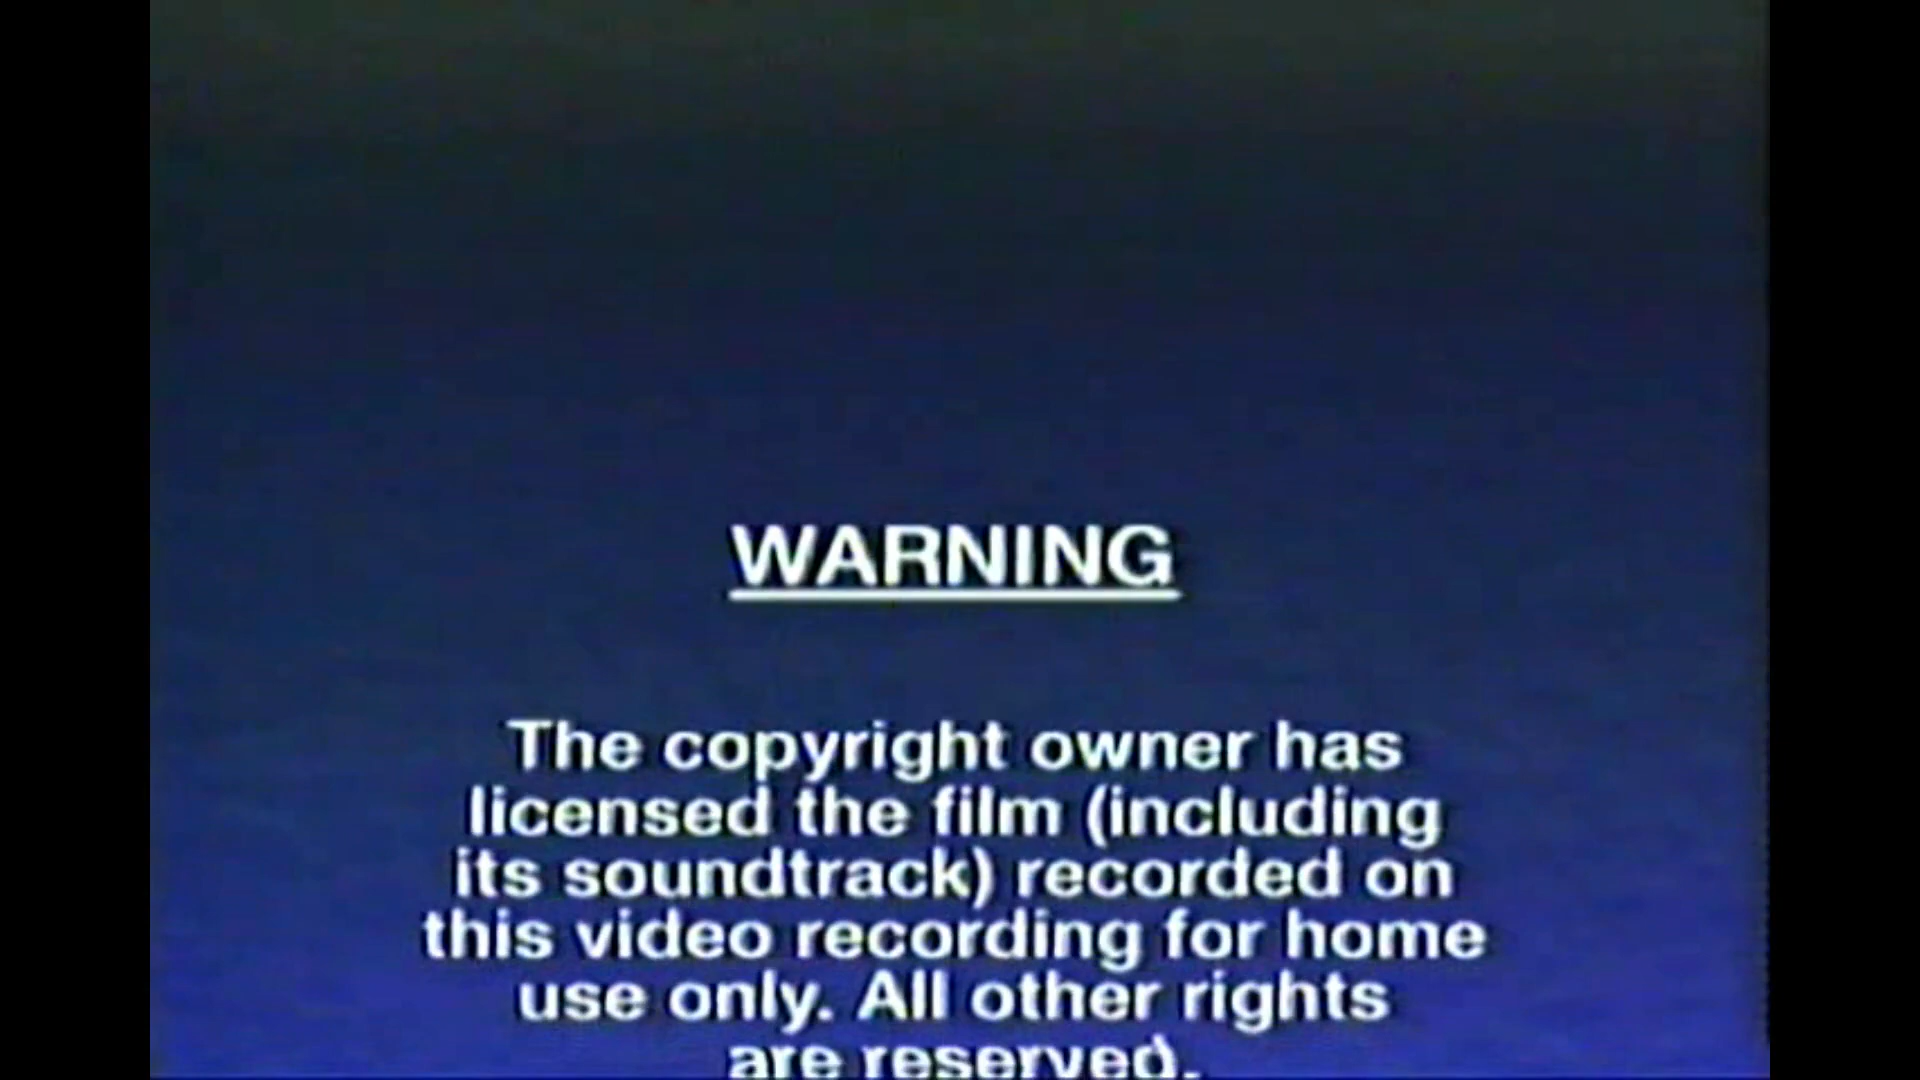 WARNING
The copyright owner has
licensed the film (including
its soundtrack) recorded on
this video recording for home
use only. All other rights
are reserved.